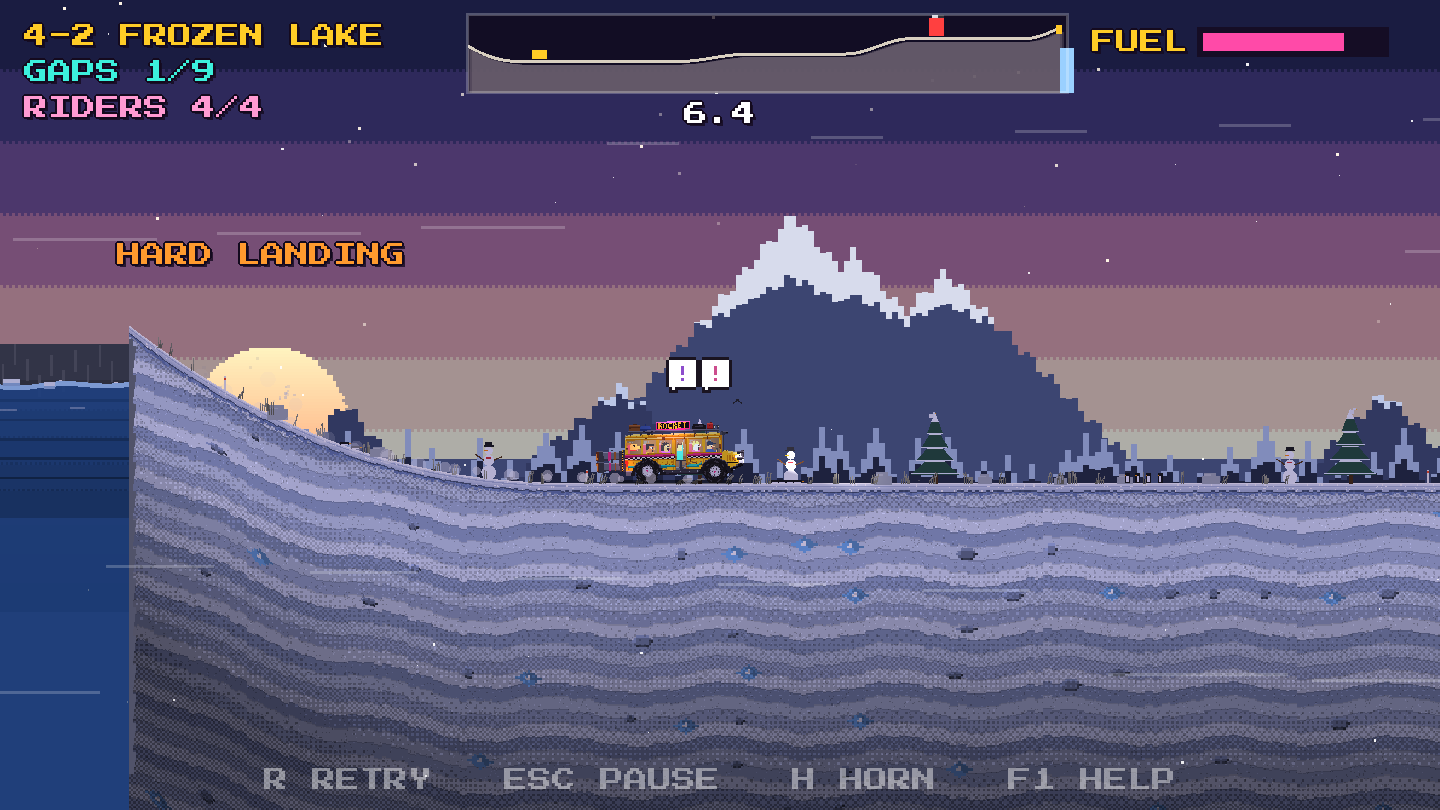 4-2 FROZEN LAKE
GAPS 1/9
RIDERS 4/4
6.4
FUEL
HARD LANDING
! !
ROCKET
R RETRY ESC PAUSE H HORN F1 HELP